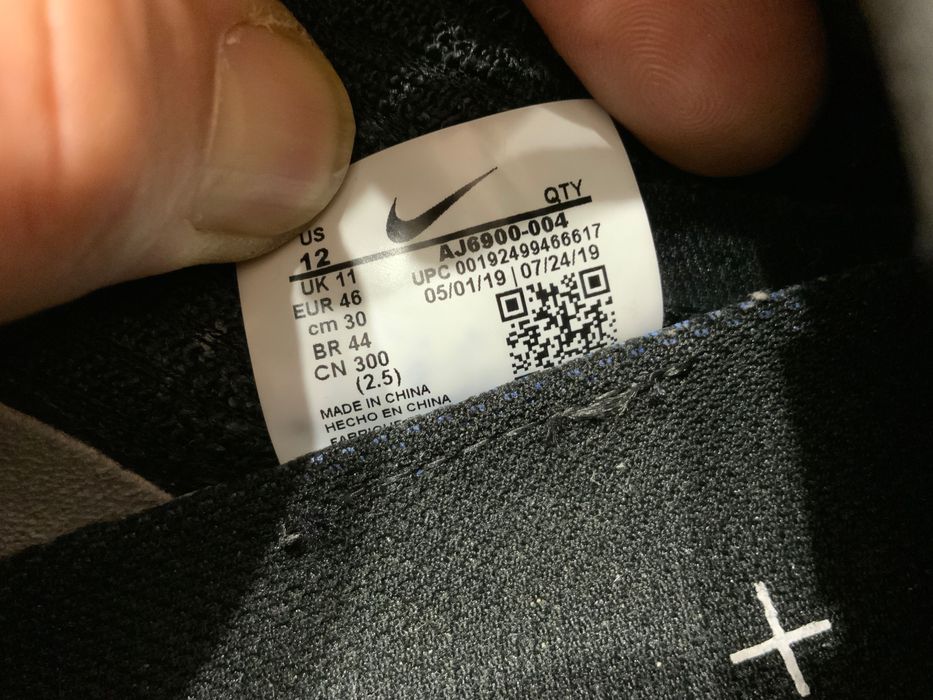 QTY
US
12
AJ6900-004
UPC 00192499466617
05/01/19 | 07/24/19
UK 11
EUR 46
cm 30
BR 44
CN 300
(2.5)
MADE IN CHINA
HECHO EN CHINA